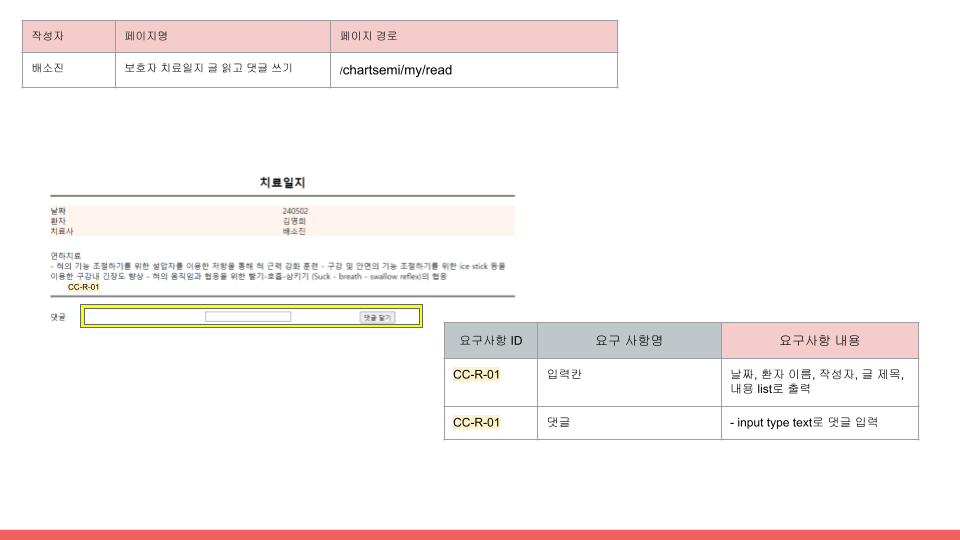 작성자 페이지명 페이지 경로
배소진 보호자 치료일지 글 읽고 댓글 쓰기 /chartsemi/my/read
치료일지
날짜 240502
환자 김명희
치료사 배소진
연하치료
- 혀의 기능 조절하기를 위한 설압자를 이용한 저항을 통해 혀 근력 강화 훈련 - 구강 및 안면의 기능 조절하기를 위한 ice stick 등을
이용한 구강내 긴장도 향상 - 혀의 움직임과 협응을 위한 빨기-호흡-삼키기 (Suck - breath - swallow reflex)의 협응
CC-R-01
댓글 댓글 달기
요구사항 ID 요구 사항명 요구사항 내용
CC-R-01 입력칸 날짜, 환자 이름, 작성자, 글 제목,
내용 list로 출력
CC-R-01 댓글 - input type text로 댓글 입력